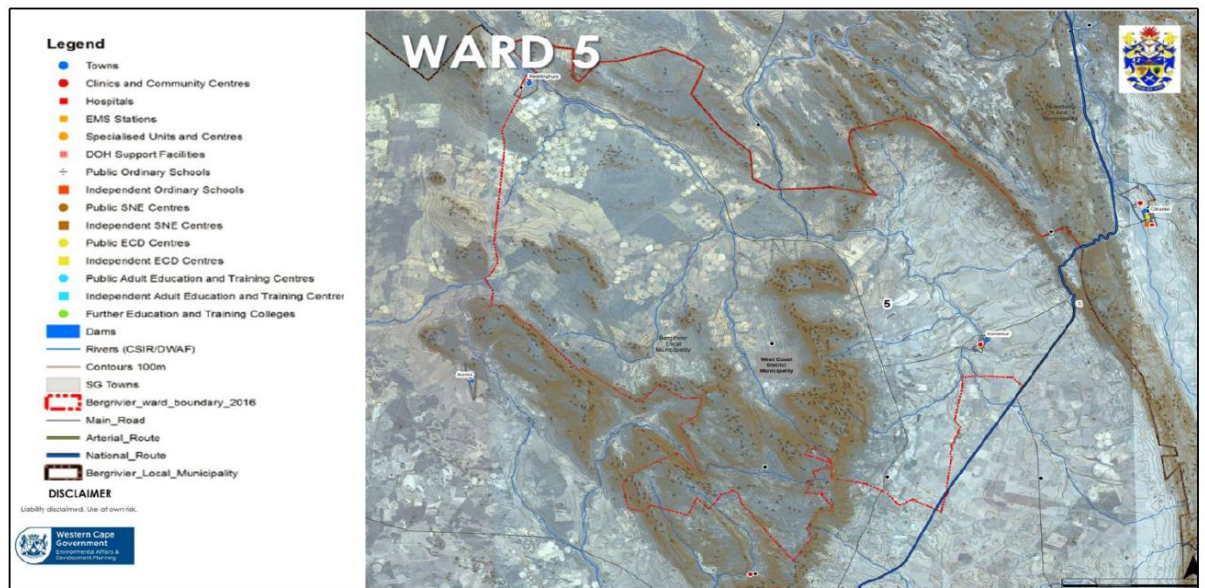 Legend
Towns
Clinics and Community Centres
Hospitals
EMS Stations
Specialised Units and Centres
DOH Support Facilities
Public Ordinary Schools
Independent Ordinary Schools
Public SNE Centres
Independent SNE Centres
Public ECD Centres
Independent ECD Centres
Public Adult Education and Training Centres
Independent Adult Education and Training Centre
Further Education and Training Colleges
Dams
Rivers (CSIR/DWAF)
Contours 100m
SG Towns
Bergrivier_ward_boundary_2016
Main_Road
Arterial_Route
National_Route
Bergrivier_Local_Municipality
DISCLAIMER
Liability disclaimed. Use at own risk.
Western Cape
Government
Environmental Affairs &
Development Planning
WARD 5
Local
Municipality
5
Bergrivier
Local
Municipality
West Coast
District
Municipality
Aurora